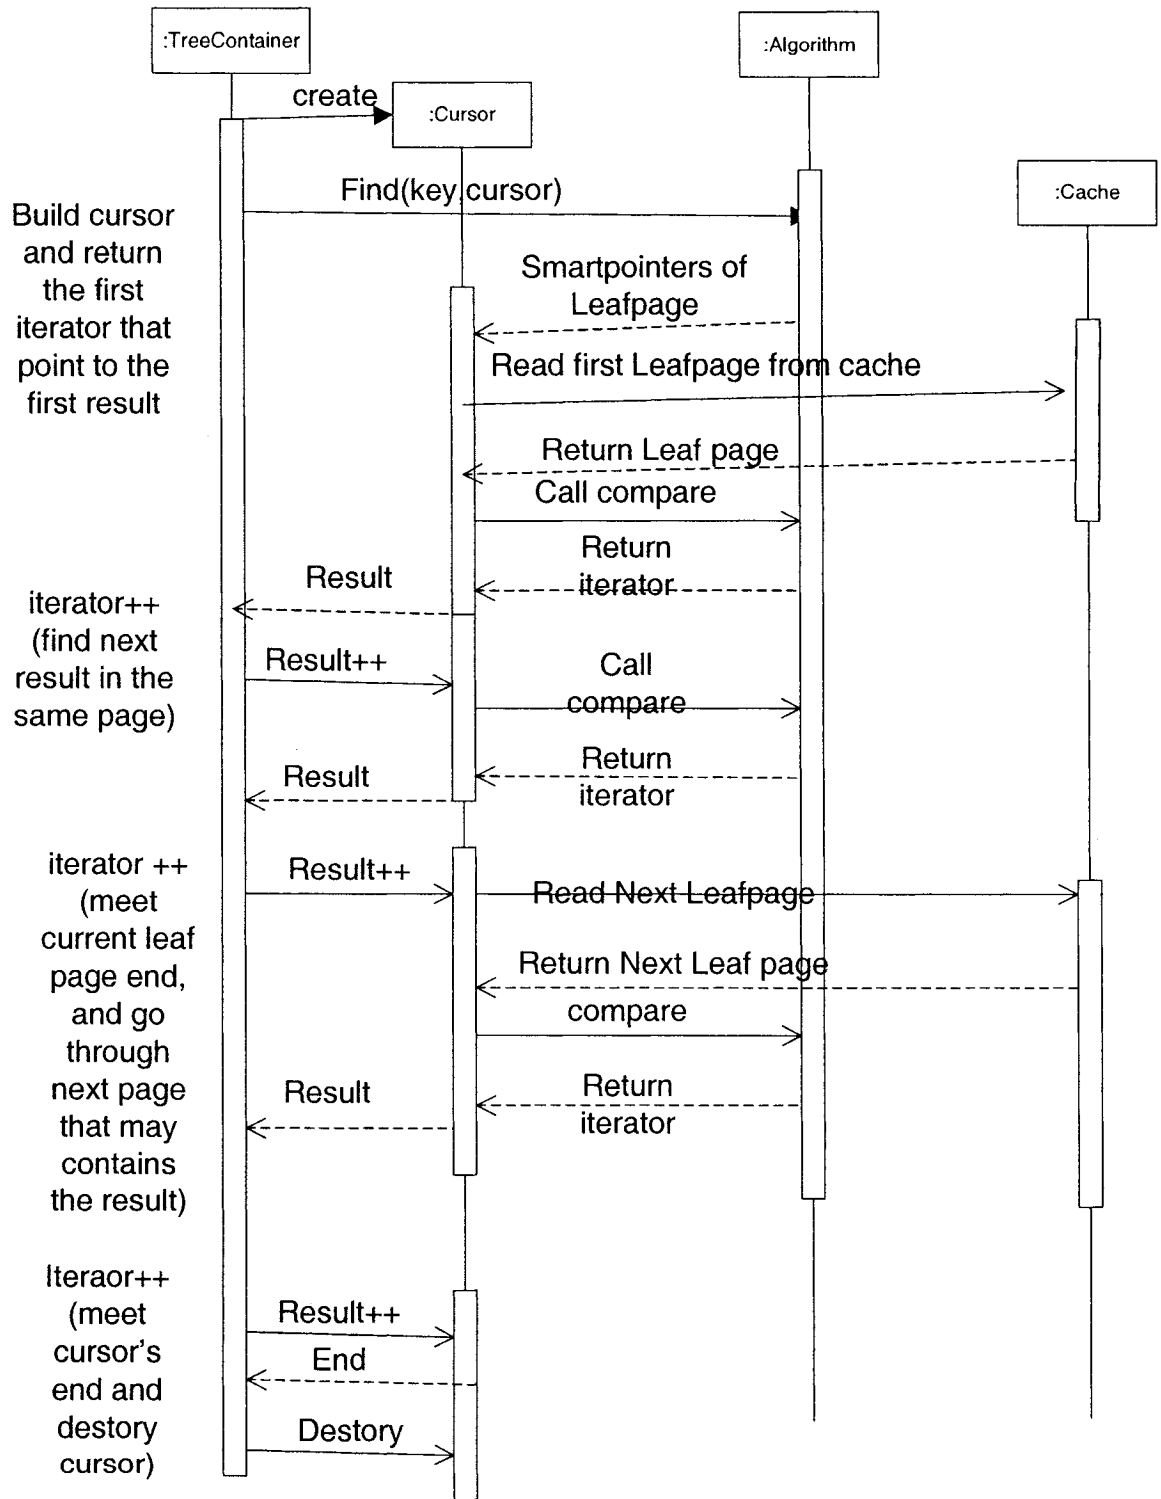 :TreeContainer
:Algorithm
create
:Cursor
:Cache
Find(key,cursor)
Build cursor
and return
the first
iterator that
point to the
first result
Smartpointers of
Leafpage
Read first Leafpage from cache
Return Leaf page
Call compare
Return
iterator
Result
iterator++
(find next
result in the
same page)
Result++
Call
compare
Return
iterator
Result
iterator ++
(meet
current leaf
page end,
and go
through
next page
that may
contains
the result)
Result++
Read Next Leafpage
Return Next Leaf page
compare
Return
iterator
Result
Iteraor++
(meet
cursor's
end and
destory
cursor)
Result++
End
Destory